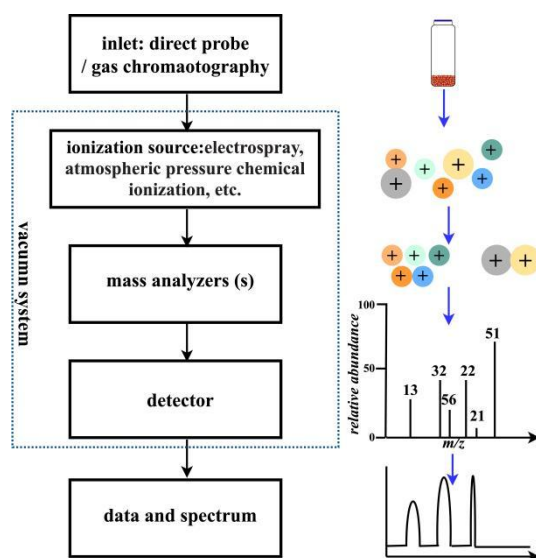 inlet: direct probe
/ gas chromaotography
ionization source:electrospray,
atmospheric pressure chemical
ionization, etc.
vacumn system
mass analyzers (s)
detector
data and spectrum
+ + + + + + +
+ + + + + + +
100
50
0
relative abundance
13
32
56
22
21
51
m/z